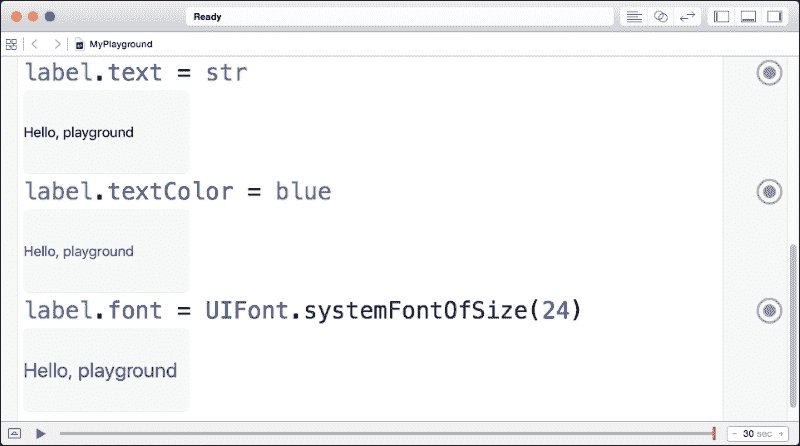 Ready
MyPlayground
label.text = str
Hello, playground
label.textColor = blue
Hello, playground
label.font = UIFont.systemFontOfSize(24)
Hello, playground
- 30 sec +